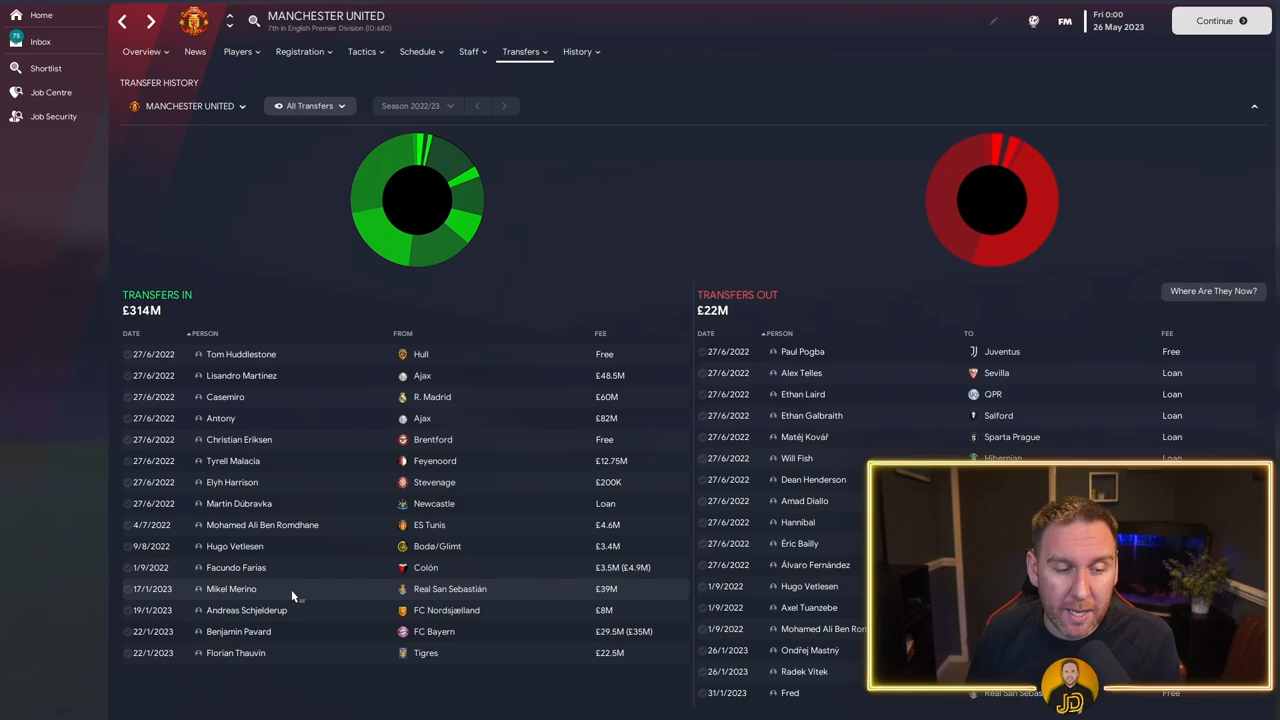 Home
75
Inbox
Shortlist
Job Centre
Job Security
MANCHESTER UNITED
7th in English Premier Division (ID:680)
FM
Fri 0:00
26 May 2023
Continue
Overview
News
Players
Registration
Tactics
Schedule
Staff
Transfers
History
TRANSFER HISTORY
MANCHESTER UNITED
All Transfers
Season 2022/23
TRANSFERS IN
£314M
DATE PERSON FROM FEE
27/6/2022 Tom Huddlestone Hull Free
27/6/2022 Lisandro Martínez Ajax £48.5M
27/6/2022 Casemiro R. Madrid £60M
27/6/2022 Antony Ajax £82M
27/6/2022 Christian Eriksen Brentford Free
27/6/2022 Tyrell Malacia Feyenoord £12.75M
27/6/2022 Elyh Harrison Stevenage £200K
27/6/2022 Martin Dúbravka Newcastle Loan
4/7/2022 Mohamed Ali Ben Romdhane ES Tunis £4.6M
9/8/2022 Hugo Vetlesen Bodø/Glimt £3.4M
1/9/2022 Facundo Farías Colón £3.5M (£4.9M)
17/1/2023 Mikel Merino Real San Sebastián £39M
19/1/2023 Andreas Schjelderup FC Nordsjælland £8M
22/1/2023 Benjamin Pavard FC Bayern £29.5M (£35M)
22/1/2023 Florian Thauvin Tigres £22.5M
TRANSFERS OUT
£22M
Where Are They Now?
DATE PERSON TO FEE
27/6/2022 Paul Pogba Juventus Free
27/6/2022 Alex Telles Sevilla Loan
27/6/2022 Ethan Laird QPR Loan
27/6/2022 Ethan Galbraith Salford Loan
27/6/2022 Matěj Kovář Sparta Prague Loan
27/6/2022 Will Fish Hibernian Loan
27/6/2022 Dean Henderson
27/6/2022 Amad Diallo
27/6/2022 Hannibal
27/6/2022 Éric Bailly
27/6/2022 Álvaro Fernández
1/9/2022 Hugo Vetlesen
1/9/2022 Axel Tuanzebe
1/9/2022 Mohamed Ali Ben Rom
26/1/2023 Ondřej Mastný
26/1/2023 Radek Vítek
31/1/2023 Fred Real San Sebas Free
JD